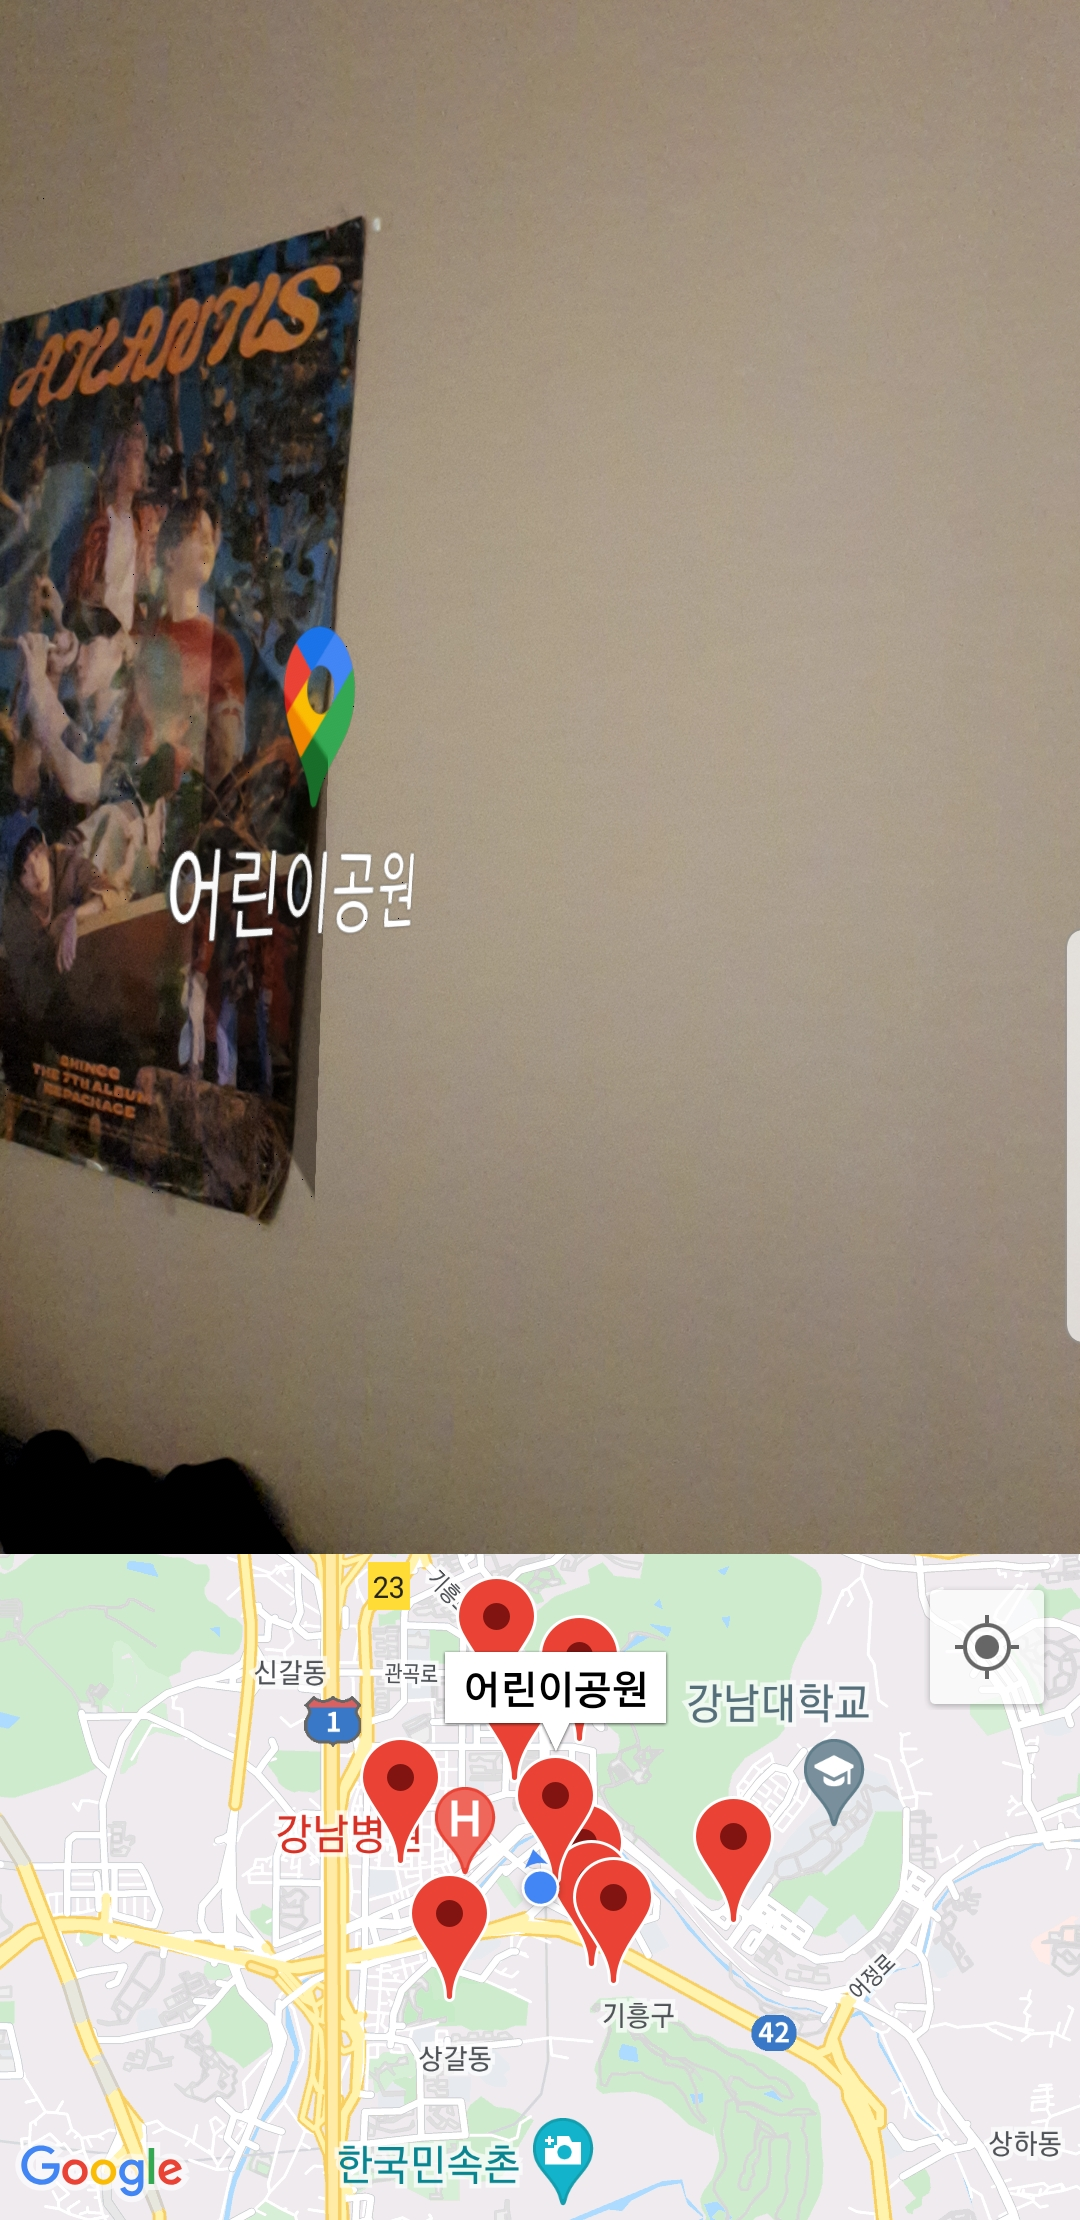 ATLANTIS
어린이공원
SHINee
THE 7TH ALBUM
REPACKAGE
23
신갈동
관곡로
어린이공원
강남대학교
1
강남병원
H
어정로
기흥구
42
상갈동
상하동
한국민속촌
Google